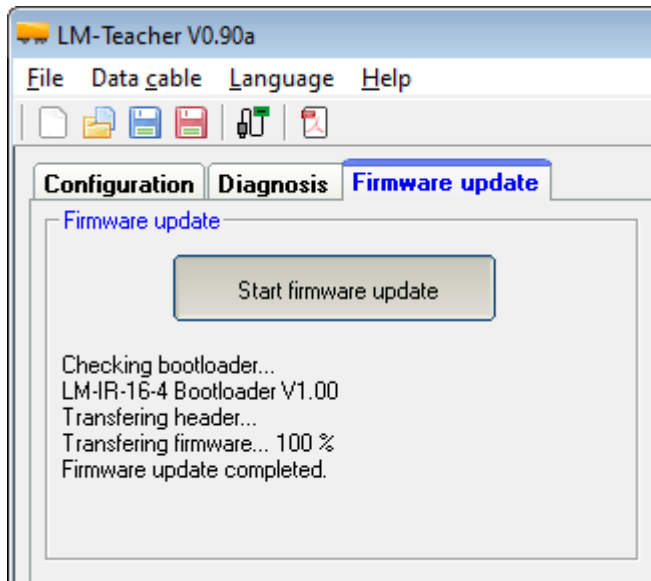 LM-Teacher V0.90a
File Data cable Language Help
Configuration Diagnosis Firmware update
Firmware update
Start firmware update
Checking bootloader...
LM-IR-16-4 Bootloader V1.00
Transfering header...
Transfering firmware... 100 %
Firmware update completed.